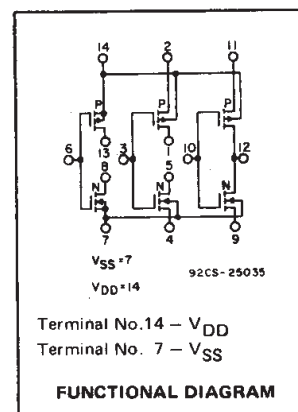 14 2 11
P P P
13 1
6 3 10 12
8 5
N N N
7 4 9
VSS=7
92CS-25035
VDD=14
Terminal No.14 – VDD
Terminal No. 7 – VSS
FUNCTIONAL DIAGRAM